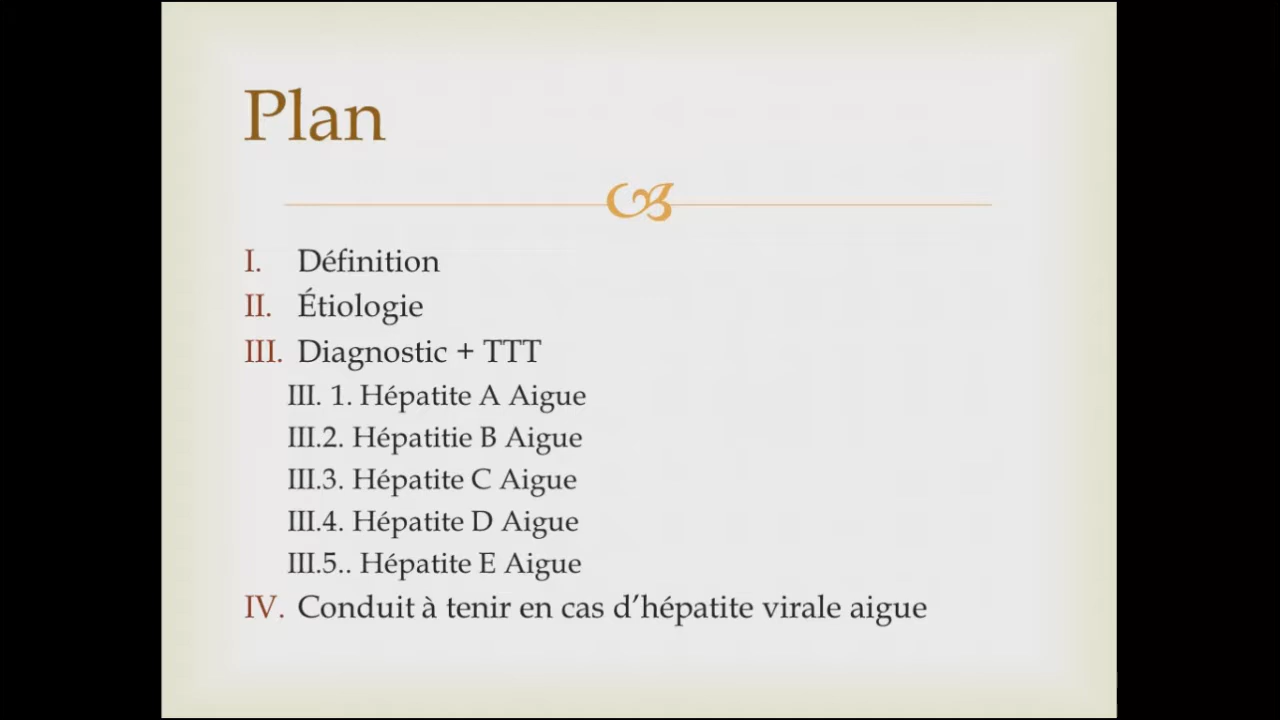 Plan
I. Définition
II. Étiologie
III. Diagnostic + TTT
III. 1. Hépatite A Aigue
III.2. Hépatitie B Aigue
III.3. Hépatite C Aigue
III.4. Hépatite D Aigue
III.5.. Hépatite E Aigue
IV. Conduit à tenir en cas d’hépatite virale aigue